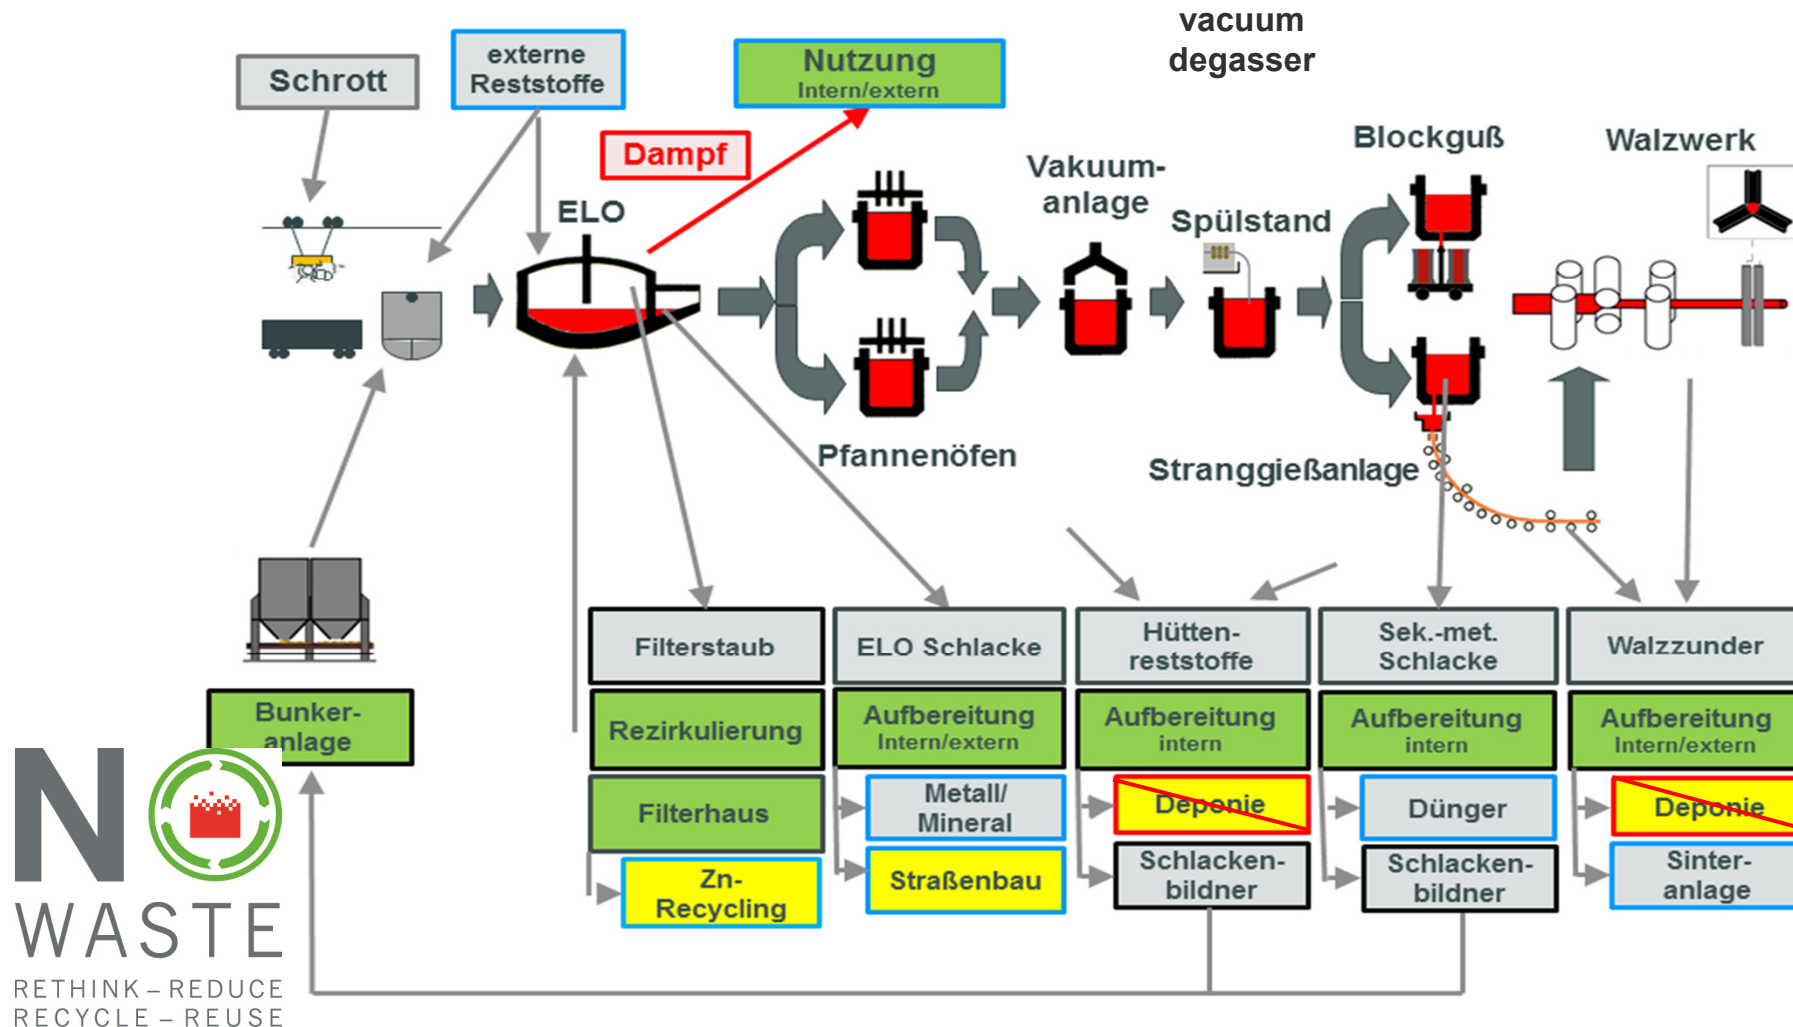 vacuum
degasser
Schrott
externe
Reststoffe
Nutzung
Intern/extern
Dampf
ELO
Vakuum-
anlage
Spülstand
Blockguß
Walzwerk
Pfannenöfen
Stranggießanlage
Filterstaub
ELO Schlacke
Hütten-
reststoffe
Sek.-met.
Schlacke
Walzzunder
Bunker-
anlage
Rezirkulierung
Aufbereitung
Intern/extern
Aufbereitung
intern
Aufbereitung
intern
Aufbereitung
Intern/extern
Filterhaus
Metall/
Mineral
Deponie
Dünger
Deponie
Zn-
Recycling
Straßenbau
Schlacken-
bildner
Schlacken-
bildner
Sinter-
anlage
NO
WASTE
RETHINK – REDUCE
RECYCLE – REUSE